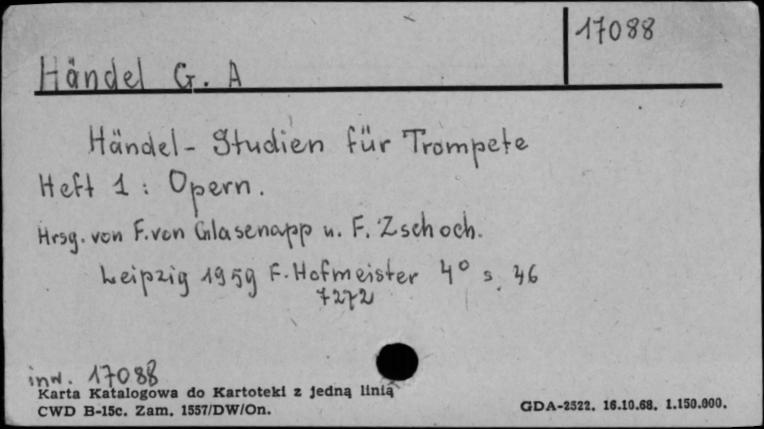 17088
Händel G. A
Händel-Studien für Trompete
Heft 1: Opern.
Hrsg. von F. von Glasenapp u. F. Zschoch.
Leipzig 1959 F. Hofmeister 4° s. 46
7272
inw. 17088
Karta Katalogowa do Kartoteki z jedną linią
CWD B-15c. Zam. 1557/DW/On.
GDA-2522. 16.10.68. 1.150.000.